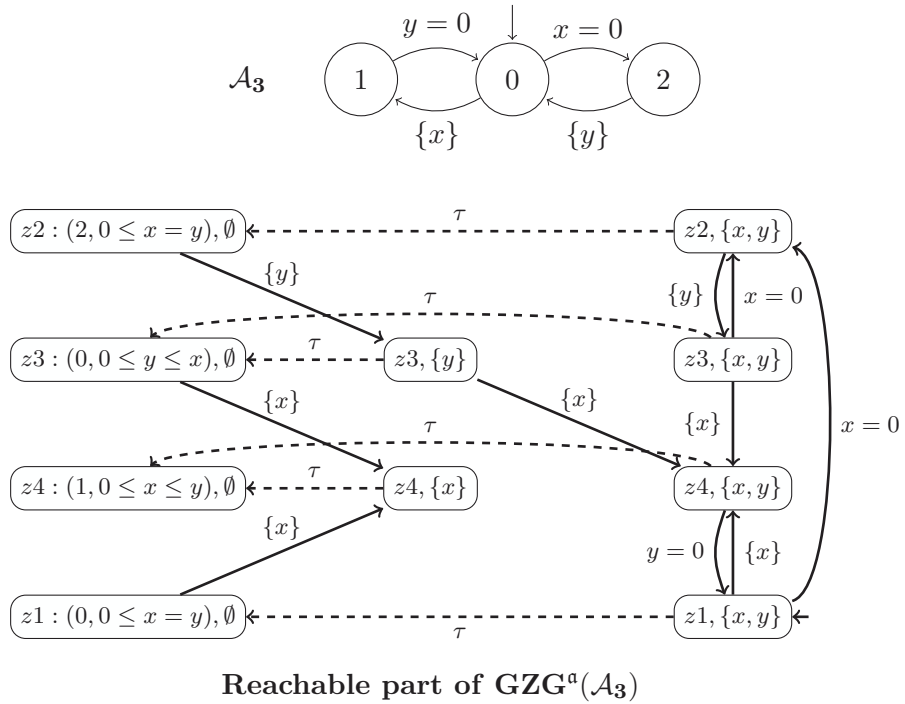 y = 0
x = 0
𝒜₃
1
0
2
{x}
{y}
z2 : (2, 0 ≤ x = y), ∅
τ
z2, {x, y}
{y}
{y}
x = 0
τ
z3 : (0, 0 ≤ y ≤ x), ∅
τ
z3, {y}
z3, {x, y}
{x}
{x}
{x}
x = 0
τ
z4 : (1, 0 ≤ x ≤ y), ∅
τ
z4, {x}
z4, {x, y}
{x}
y = 0
{x}
z1 : (0, 0 ≤ x = y), ∅
τ
z1, {x, y}
Reachable part of GZG𝔞(𝒜₃)